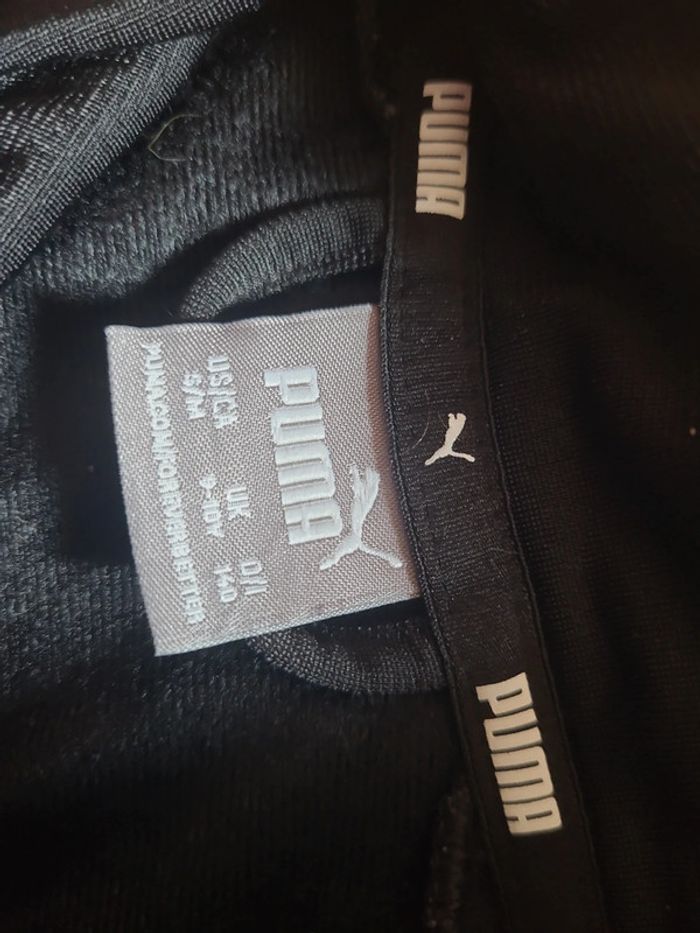 PUMA
PUMA
US/CA UK D/I
S/M 9-10Y 140
PUMA.COM/FOREVERBETTER
PUMA